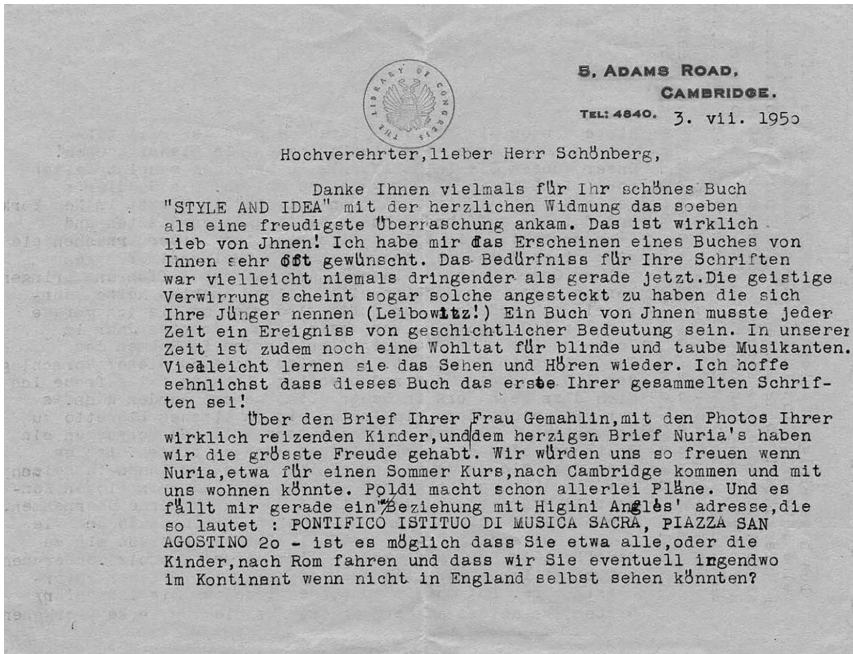 THE LIBRARY OF CONGRESS
5, ADAMS ROAD,
CAMBRIDGE.
TEL: 4840.
3. vii. 1950
Hochverehrter,lieber Herr Schönberg,
Danke Ihnen vielmals für Ihr schönes Buch
"STYLE AND IDEA" mit der herzlichen Widmung das soeben
als eine freudigste Überraschung ankam. Das ist wirklich
lieb von Jhnen! Ich habe mir das Erscheinen eines Buches von
Ihnen sehr oft gewünscht. Das Bedürfniss für Ihre Schriften
war vielleicht niemals dringender als gerade jetzt.Die geistige
Verwirrung scheint sogar solche angesteckt zu haben die sich
Ihre Jünger nennen (Leibowitz!) Ein Buch von Jhnen musste jeder
Zeit ein Ereigniss von geschichtlicher Bedeutung sein. In unserer
Zeit ist zudem noch eine Wohltat für blinde und taube Musikanten.
Vielleicht lernen sie das Sehen und Hören wieder. Ich hoffe
sehnlichst dass dieses Buch das erste Ihrer gesammelten Schrif-
ten sei!
Über den Brief Ihrer Frau Gemahlin,mit den Photos Ihrer
wirklich reizenden Kinder,und|dem herzigen Brief Nuria's haben
wir die grösste Freude gehabt. Wir würden uns so freuen wenn
Nuria,etwa für einen Sommer Kurs,nach Cambridge kommen und mit
uns wohnen könnte. Poldi macht schon allerlei Pläne. Und es
fällt mir gerade ein Beziehung mit Higini Anglès' adresse,die
so lautet : PONTIFICO ISTITUO DI MUSICA SACRA, PIAZZA SAN
AGOSTINO 2o - ist es möglich dass Sie etwa alle,oder die
Kinder,nach Rom fahren und dass wir Sie eventuell irgendwo
im Kontinent wenn nicht in England selbst sehen könnten?